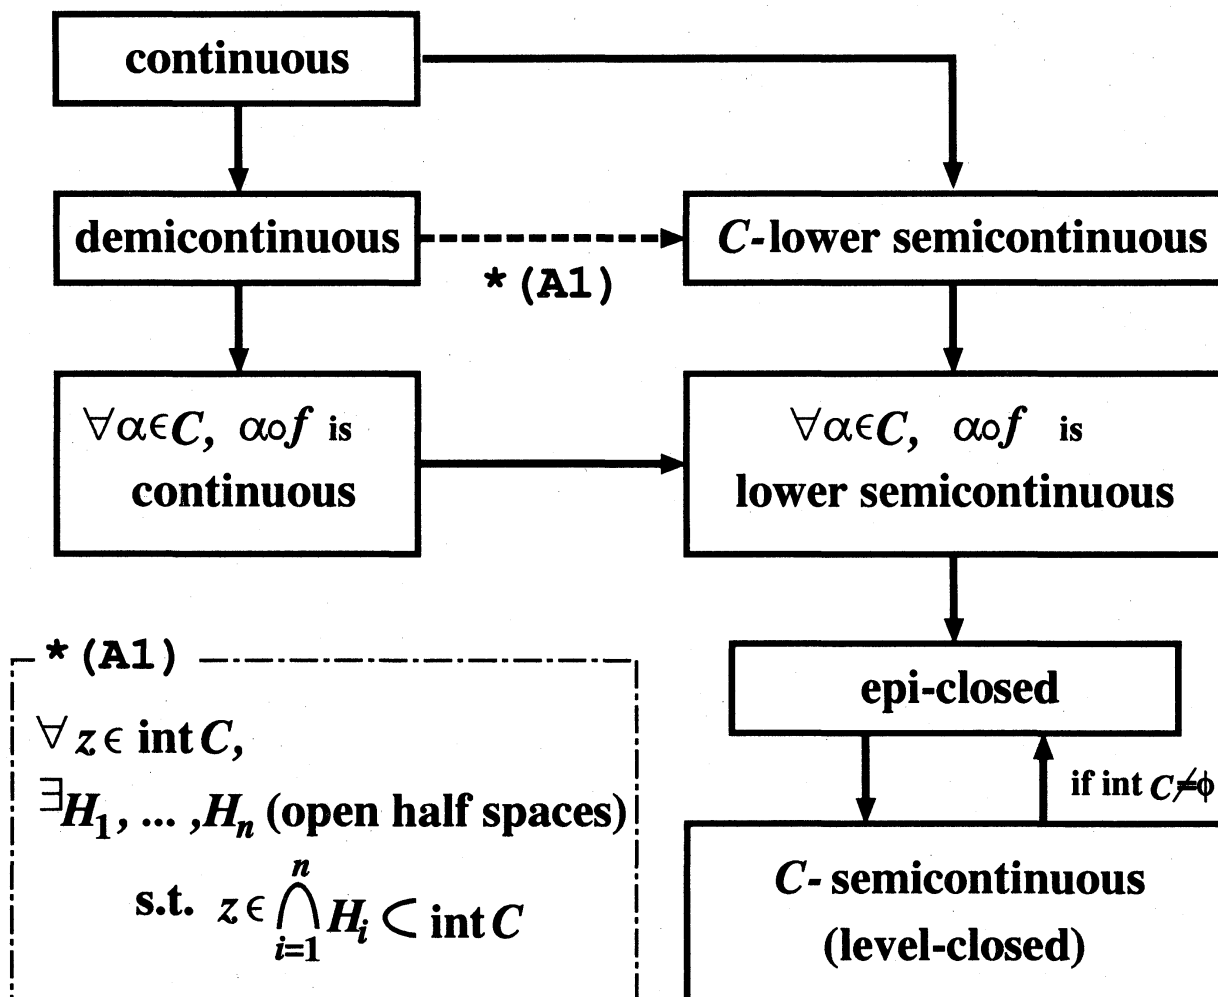 continuous
demicontinuous
C-lower semicontinuous
*(A1)
∀α∈C, α∘f is
continuous
∀α∈C, α∘f is
lower semicontinuous
epi-closed
if int C≠ϕ
C- semicontinuous
(level-closed)
*(A1)
∀ z ∈ int C,
∃H₁, ... ,Hₙ (open half spaces)
s.t. z ∈ ⋂ᵢ₌₁ⁿ Hᵢ ⊂ int C